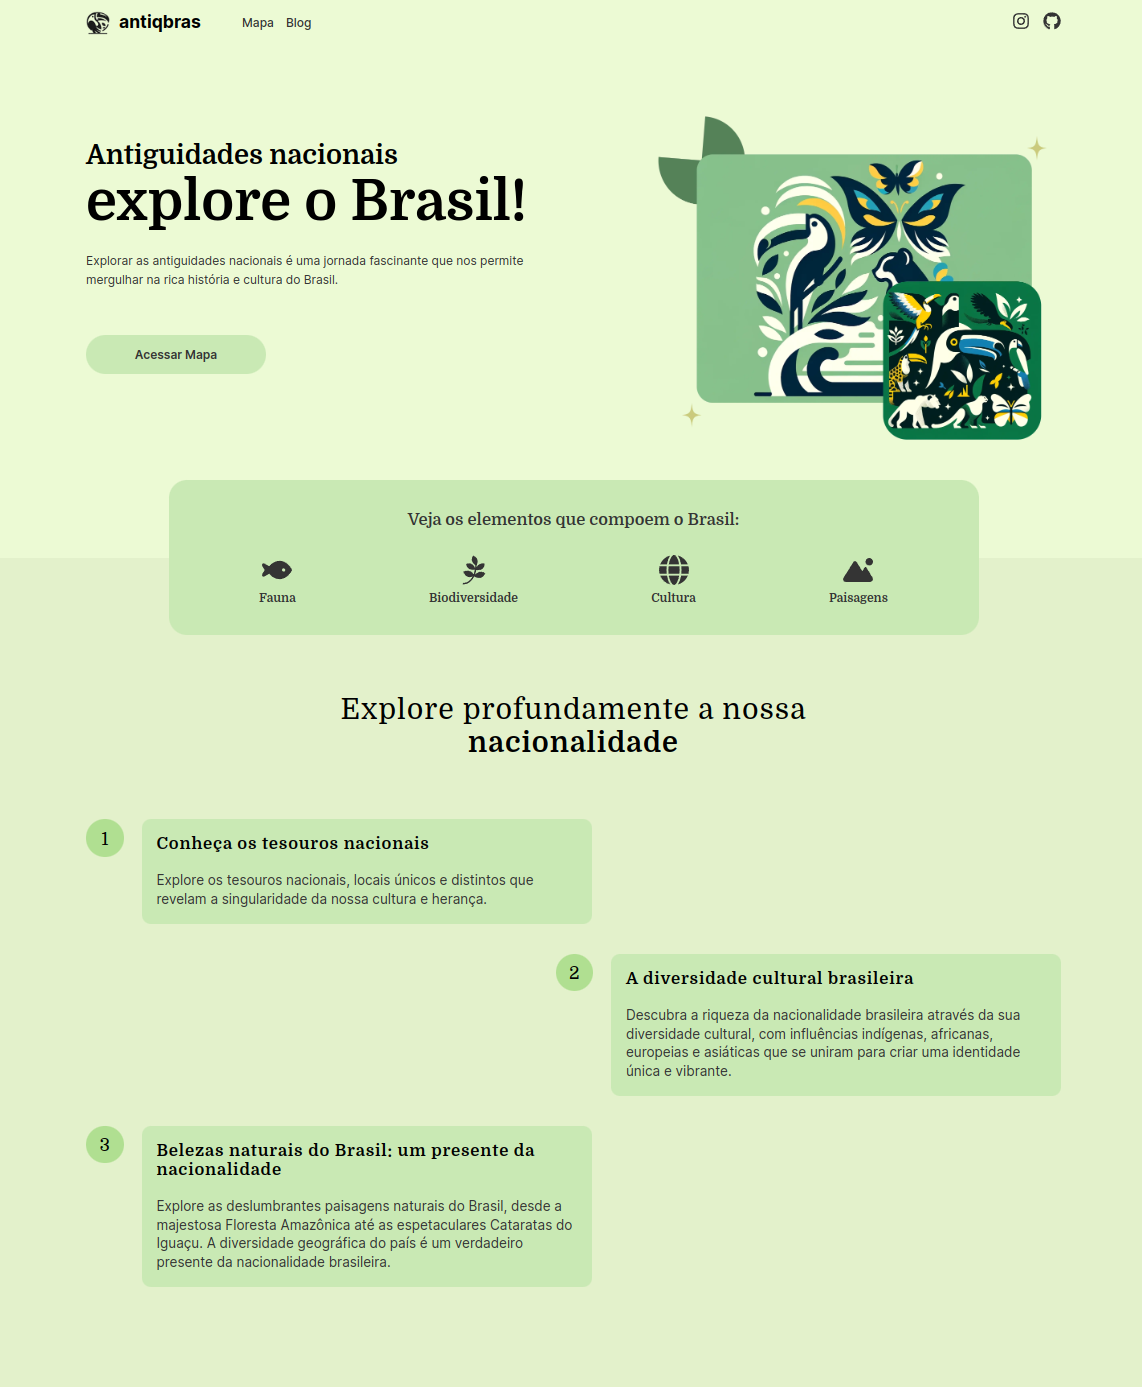 antiqbras
Mapa
Blog
Antiguidades nacionais
explore o Brasil!
Explorar as antiguidades nacionais é uma jornada fascinante que nos permite
mergulhar na rica história e cultura do Brasil.
Acessar Mapa
Veja os elementos que compoem o Brasil:
Fauna
Biodiversidade
Cultura
Paisagens
Explore profundamente a nossa
nacionalidade
1
Conheça os tesouros nacionais
Explore os tesouros nacionais, locais únicos e distintos que
revelam a singularidade da nossa cultura e herança.
2
A diversidade cultural brasileira
Descubra a riqueza da nacionalidade brasileira através da sua
diversidade cultural, com influências indígenas, africanas,
europeias e asiáticas que se uniram para criar uma identidade
única e vibrante.
3
Belezas naturais do Brasil: um presente da
nacionalidade
Explore as deslumbrantes paisagens naturais do Brasil, desde a
majestosa Floresta Amazônica até as espetaculares Cataratas do
Iguaçu. A diversidade geográfica do país é um verdadeiro
presente da nacionalidade brasileira.